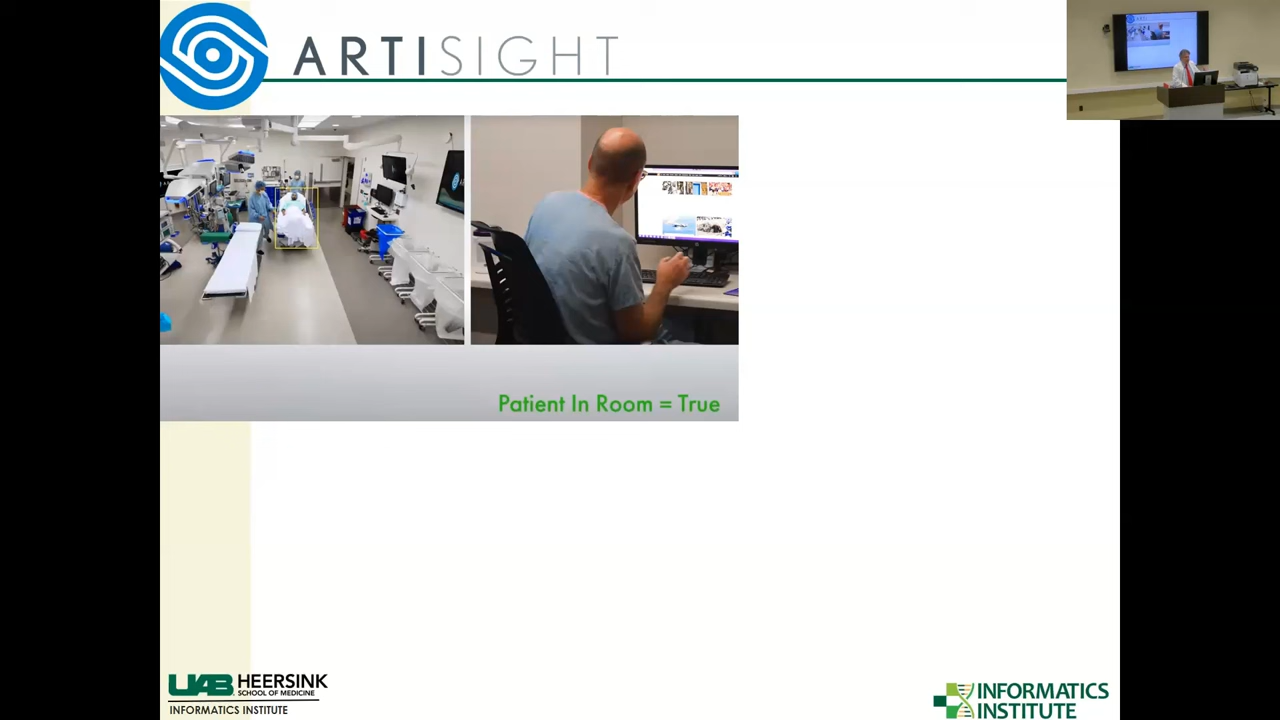 ARTISIGHT
Patient In Room = True
UAB HEERSINK
SCHOOL OF MEDICINE
INFORMATICS INSTITUTE
INFORMATICS
INSTITUTE